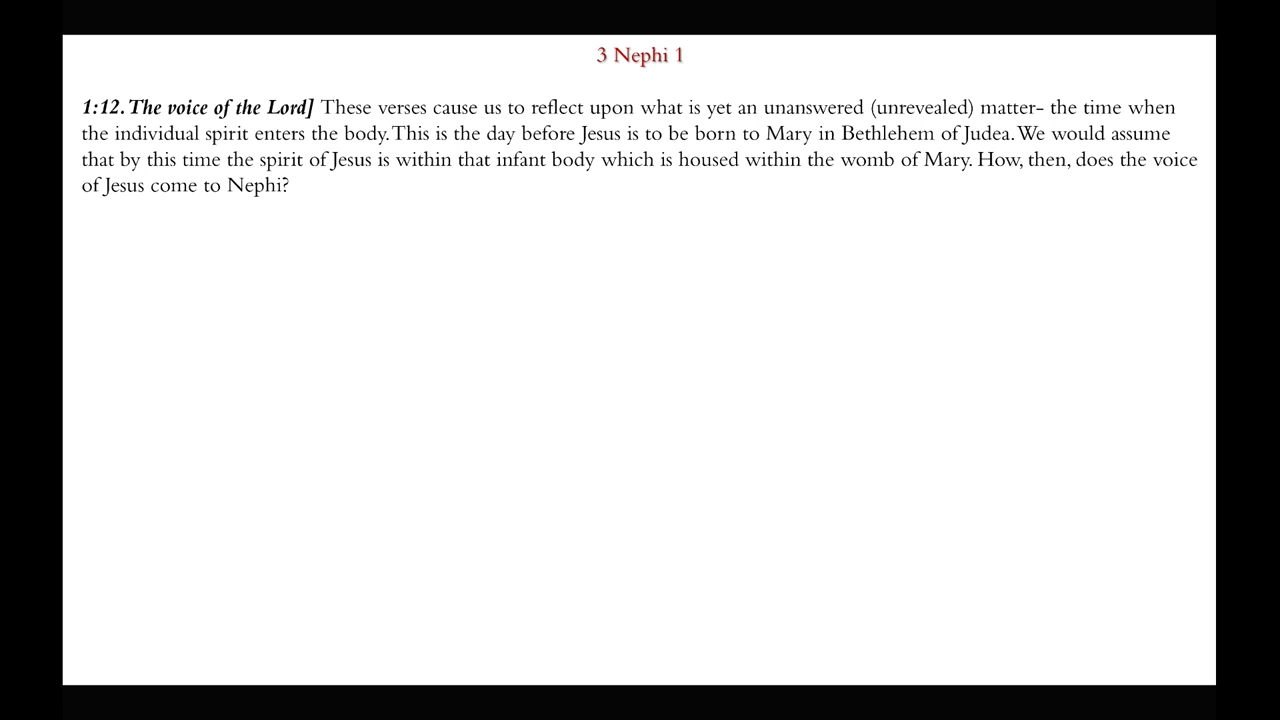 3 Nephi 1
1:12. The voice of the Lord] These verses cause us to reflect upon what is yet an unanswered (unrevealed) matter- the time when
the individual spirit enters the body. This is the day before Jesus is to be born to Mary in Bethlehem of Judea. We would assume
that by this time the spirit of Jesus is within that infant body which is housed within the womb of Mary. How, then, does the voice
of Jesus come to Nephi?